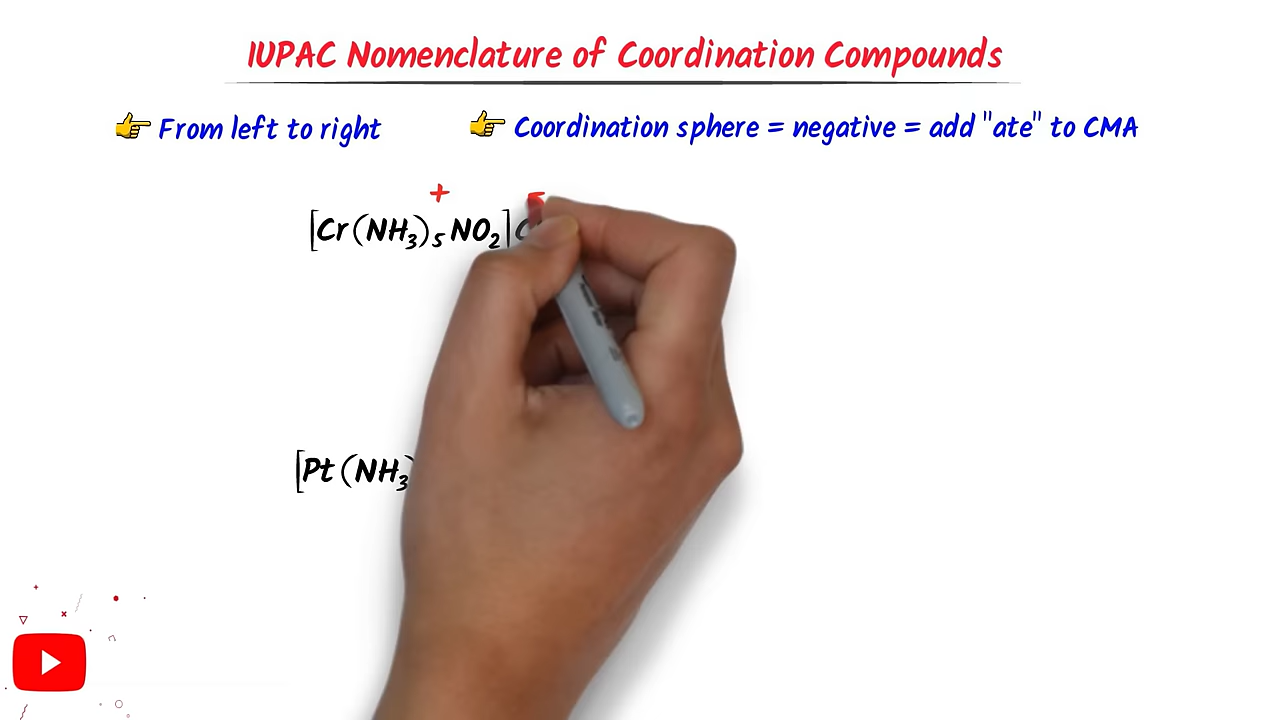 IUPAC Nomenclature of Coordination Compounds
👉 From left to right 👉 Coordination sphere = negative = add "ate" to CMA
+
[Cr(NH₃)₅NO₂]
[Pt(NH₃